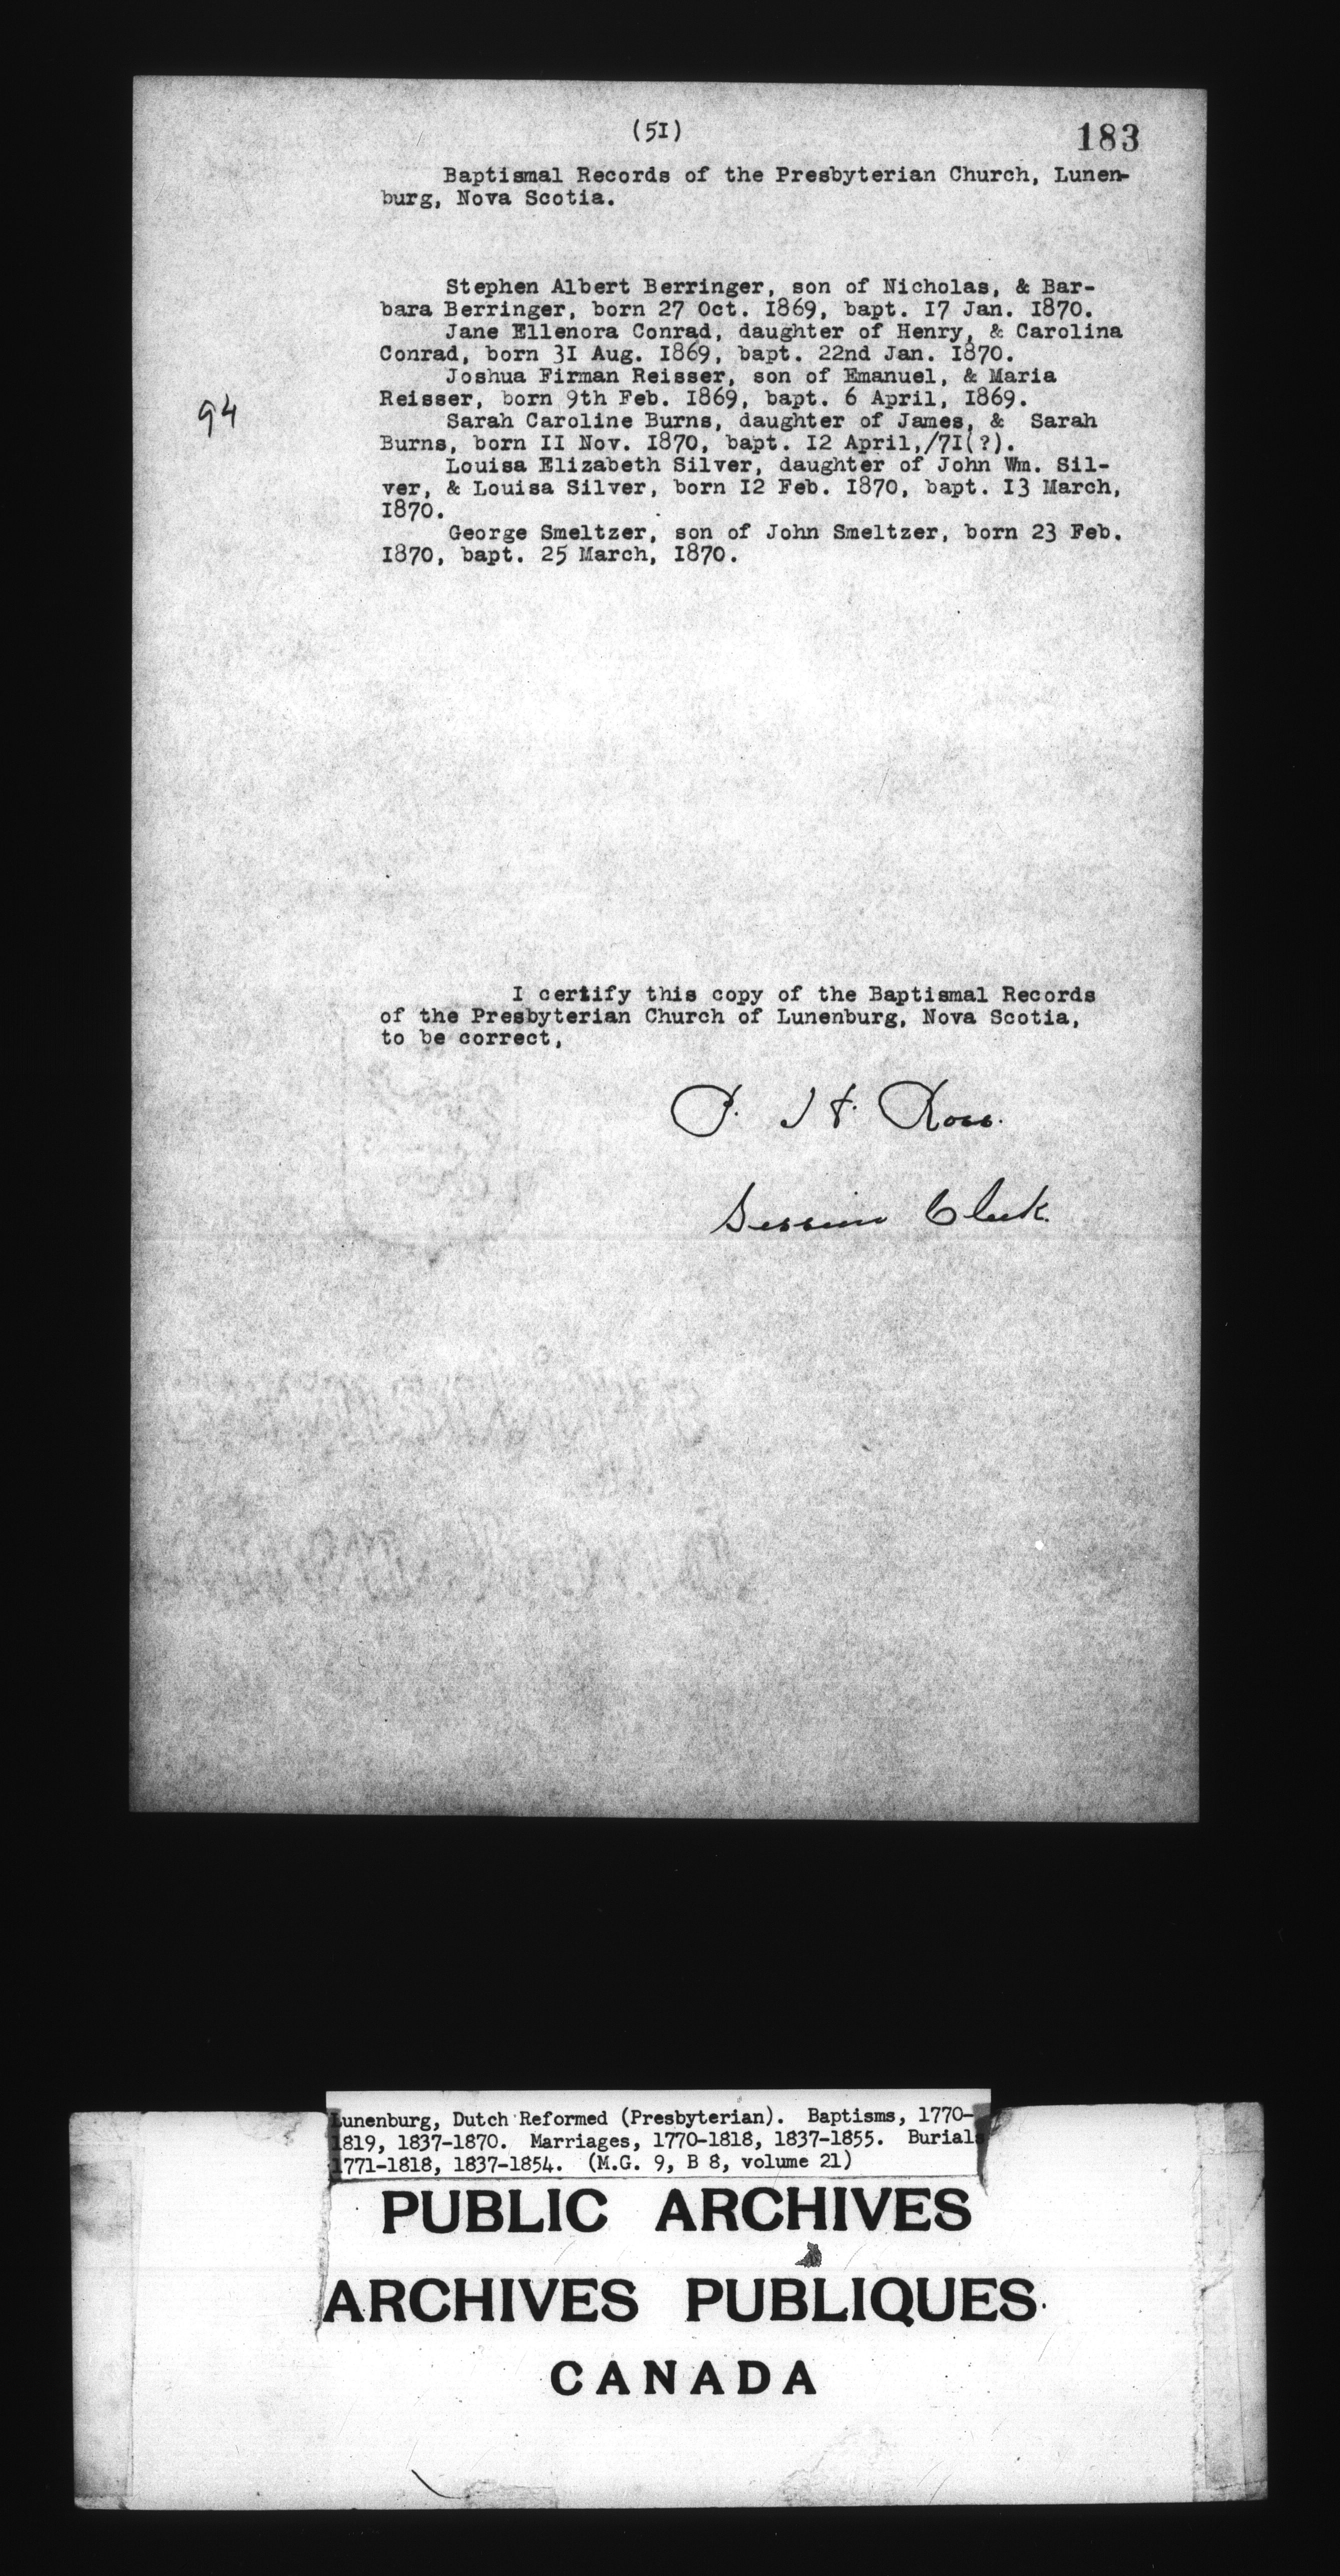 (51)
183
Baptismal Records of the Presbyterian Church, Lunen-
burg, Nova Scotia.
Stephen Albert Berringer, son of Nicholas, & Bar-
bara Berringer, born 27 Oct. 1869, bapt. 17 Jan. 1870.
Jane Ellenora Conrad, daughter of Henry, & Carolina
Conrad, born 31 Aug. 1869, bapt. 22nd Jan. 1870.
Joshua Firman Reisser, son of Emanuel, & Maria
Reisser, born 9th Feb. 1869, bapt. 6 April, 1869.
94
Sarah Caroline Burns, daughter of James, & Sarah
Burns, born 11 Nov. 1870, bapt. 12 April,/71(?).
Louisa Elizabeth Silver, daughter of John Wm. Sil-
ver, & Louisa Silver, born 12 Feb. 1870, bapt. 13 March,
1870.
George Smeltzer, son of John Smeltzer, born 23 Feb.
1870, bapt. 25 March, 1870.
I certify this copy of the Baptismal Records
of the Presbyterian Church of Lunenburg, Nova Scotia,
to be correct,
Ross.
Session Clerk.
Lunenburg, Dutch Reformed (Presbyterian). Baptisms, 1770-
1819, 1837-1870. Marriages, 1770-1818, 1837-1855. Burials
1771-1818, 1837-1854. (M.G. 9, B 8, volume 21)
PUBLIC ARCHIVES
ARCHIVES PUBLIQUES
CANADA